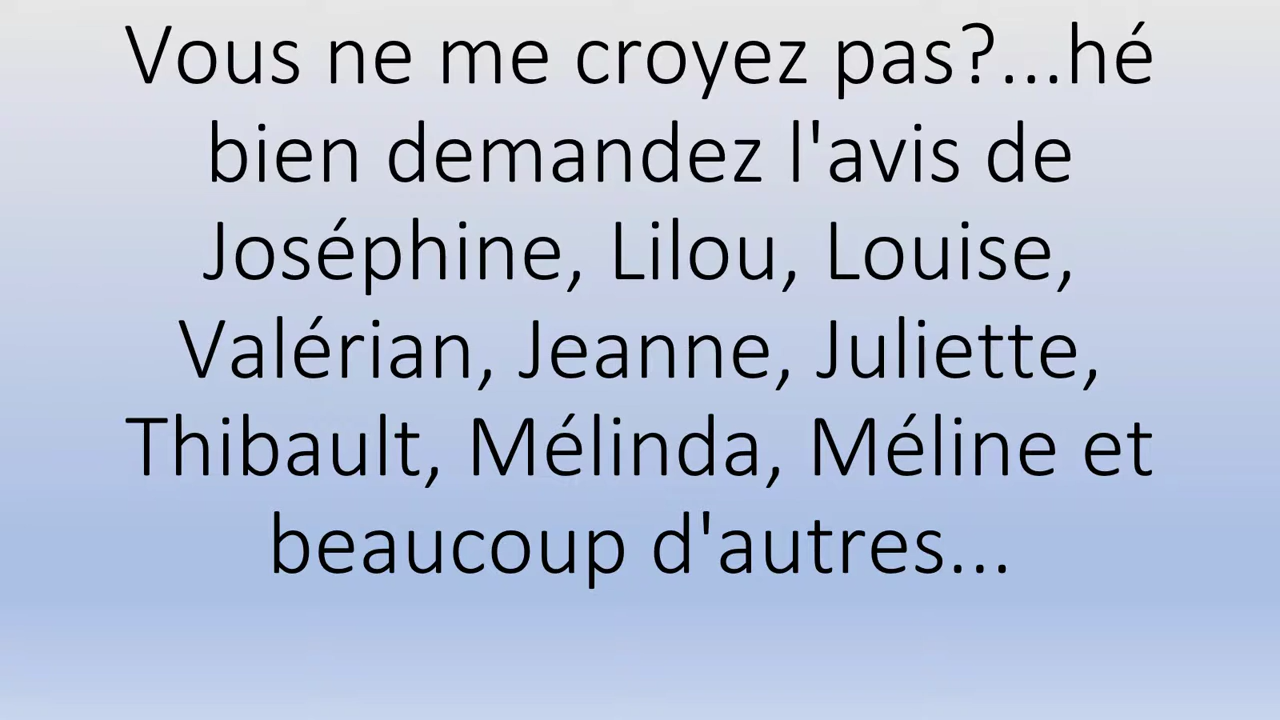 Vous ne me croyez pas?...hé
bien demandez l'avis de
Joséphine, Lilou, Louise,
Valérian, Jeanne, Juliette,
Thibault, Mélinda, Méline et
beaucoup d'autres...